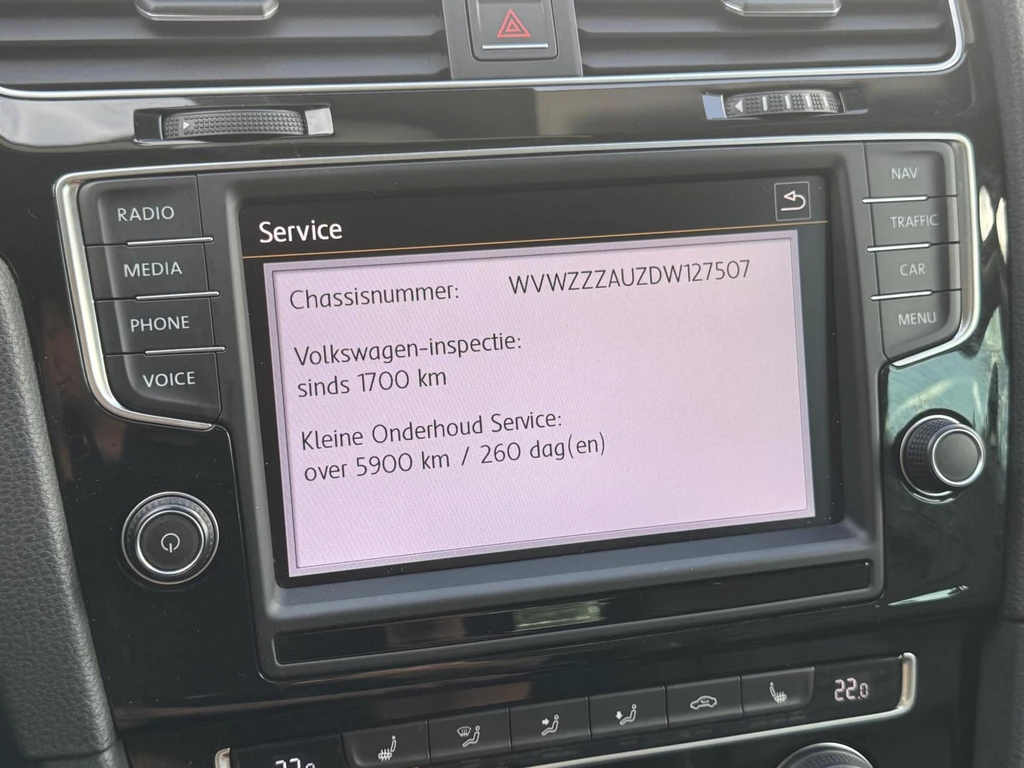 RADIO
MEDIA
PHONE
VOICE
NAV
TRAFFIC
CAR
MENU
Service
Chassisnummer: WVWZZZAUZDW127507
Volkswagen-inspectie:
sinds 1700 km
Kleine Onderhoud Service:
over 5900 km / 260 dag(en)
22.0